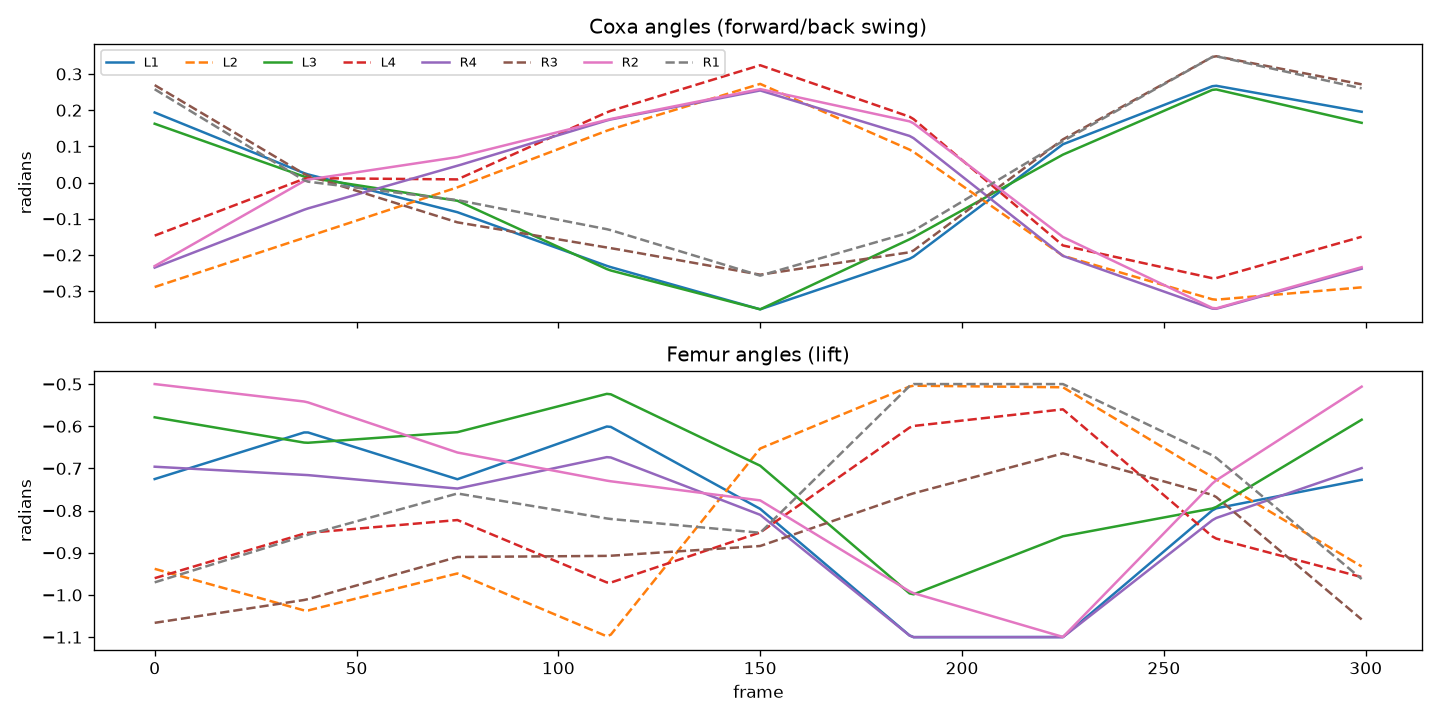 Coxa angles (forward/back swing)
L1 L2 L3 L4 R4 R3 R2 R1
0.3
0.2
0.1
0.0
−0.1
−0.2
−0.3
radians
Femur angles (lift)
−0.5
−0.6
−0.7
−0.8
−0.9
−1.0
−1.1
radians
0 50 100 150 200 250 300
frame